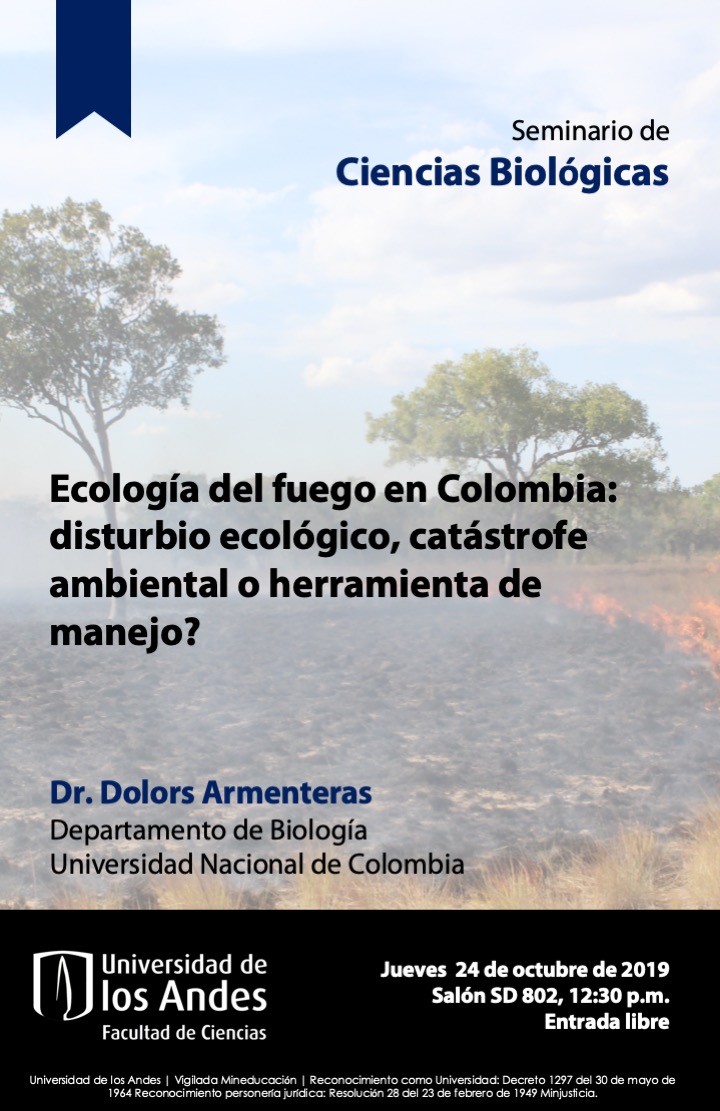 Seminario de
Ciencias Biológicas
Ecología del fuego en Colombia:
disturbio ecológico, catástrofe
ambiental o herramienta de
manejo?
Dr. Dolors Armenteras
Departamento de Biología
Universidad Nacional de Colombia
Universidad de
los Andes
Facultad de Ciencias
Jueves 24 de octubre de 2019
Salón SD 802, 12:30 p.m.
Entrada libre
Universidad de los Andes | Vigilada Mineducación | Reconocimiento como Universidad: Decreto 1297 del 30 de mayo de
1964 Reconocimiento personería jurídica: Resolución 28 del 23 de febrero de 1949 Minjusticia.